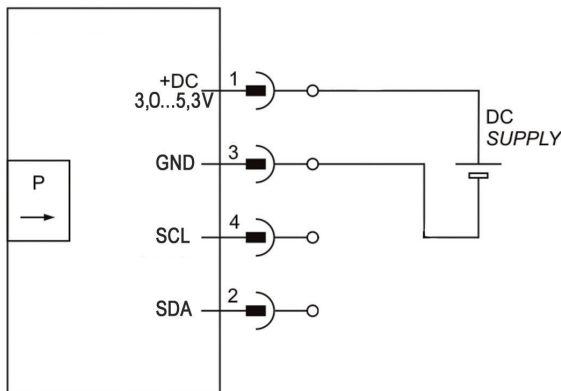 +DC 1
3,0...5,3V
DC
SUPPLY
GND 3
P
SCL 4
SDA 2